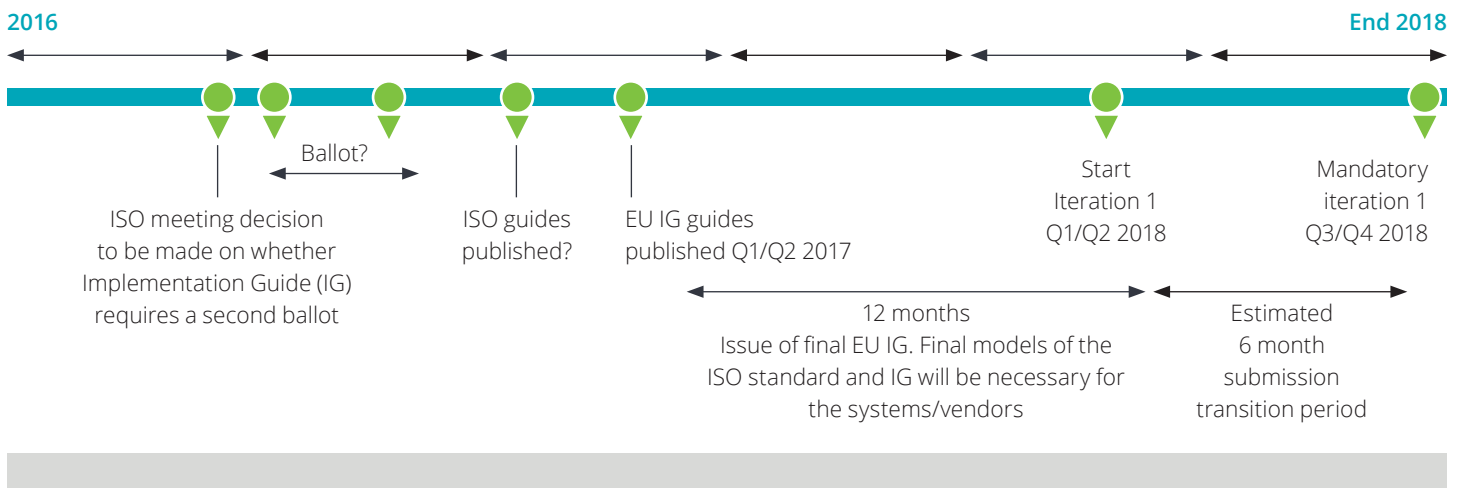 2016
End 2018
Ballot?
ISO meeting decision
to be made on whether
Implementation Guide (IG)
requires a second ballot
ISO guides
published?
EU IG guides
published Q1/Q2 2017
Start
Iteration 1
Q1/Q2 2018
Mandatory
iteration 1
Q3/Q4 2018
12 months
Issue of final EU IG. Final models of the
ISO standard and IG will be necessary for
the systems/vendors
Estimated
6 month
submission
transition period